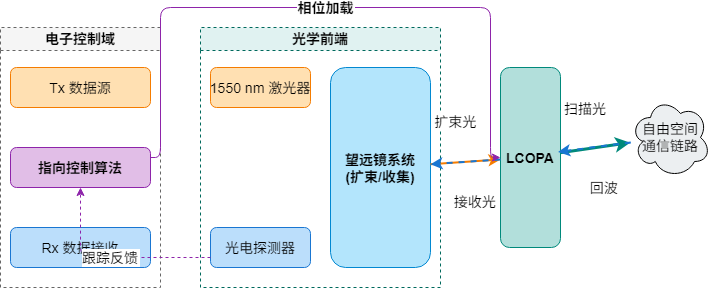 相位加载
电子控制域
光学前端
Tx 数据源
1550 nm 激光器
扩束光
扫描光
自由空间
通信链路
指向控制算法
望远镜系统
(扩束/收集)
LCOPA
接收光
回波
Rx 数据接收
跟踪反馈
光电探测器